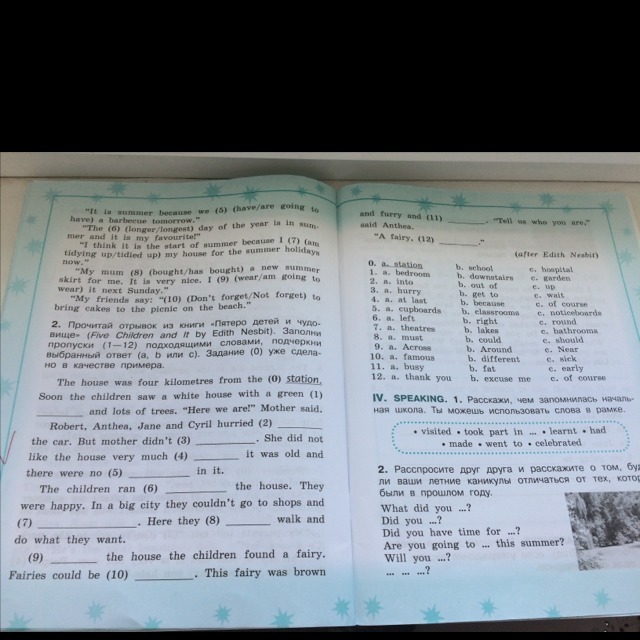 "It is summer because we (5) (have/are going to
have) a barbecue tomorrow."
"The (6) (longer/longest) day of the year is in sum-
mer and it is my favourite!"
"I think it is the start of summer because I (7) (am
tidying up/tidied up) my house for the summer holidays
now."
"My mum (8) (bought/has bought) a new summer
skirt for me. It is very nice. I (9) (wear/am going to
wear) it next Sunday."
"My friends say: "(10) (Don't forget/Not forget) to
bring cakes to the picnic on the beach."
2. Прочитай отрывок из книги «Пятеро детей и чудо-
вище» (Five Children and It by Edith Nesbit). Заполни
пропуски (1—12) подходящими словами, подчеркни
выбранный ответ (a, b или c). Задание (0) уже сдела-
но в качестве примера.
The house was four kilometres from the (0) station.
Soon the children saw a white house with a green (1)
________ and lots of trees. "Here we are!" Mother said.
Robert, Anthea, Jane and Cyril hurried (2) ________
the car. But mother didn't (3) ________. She did not
like the house very much (4) ________ it was old and
there were no (5) ________ in it.
The children ran (6) ________ the house. They
were happy. In a big city they couldn't go to shops and
(7) ________. Here they (8) ________ walk and
do what they want.
(9) ________ the house the children found a fairy.
Fairies could be (10) ________. This fairy was brown
and furry and (11) ________. "Tell us who you are,"
said Anthea.
"A fairy, (12) ________."
(after Edith Nesbit)
0. a. station b. school c. hospital
1. a. bedroom b. downstairs c. garden
2. a. into b. out of c. up
3. a. hurry b. get to c. wait
4. a. at last b. because c. of course
5. a. cupboards b. classrooms c. noticeboards
6. a. left b. right c. round
7. a. theatres b. lakes c. bathrooms
8. a. must b. could c. should
9. a. Across b. Around c. Near
10. a. famous b. different c. sick
11. a. busy b. fat c. early
12. a. thank you b. excuse me c. of course
IV. SPEAKING. 1. Расскажи, чем запомнилась началь-
ная школа. Ты можешь использовать слова в рамке.
• visited • took part in ... • learnt • had
• made • went to • celebrated
2. Расспросите друг друга и расскажите о том, бу
ли ваши летние каникулы отличаться от тех, кото
были в прошлом году.
What did you ...?
Did you ...?
Did you have time for ...?
Are you going to ... this summer?
Will you ...?
... ... ...?